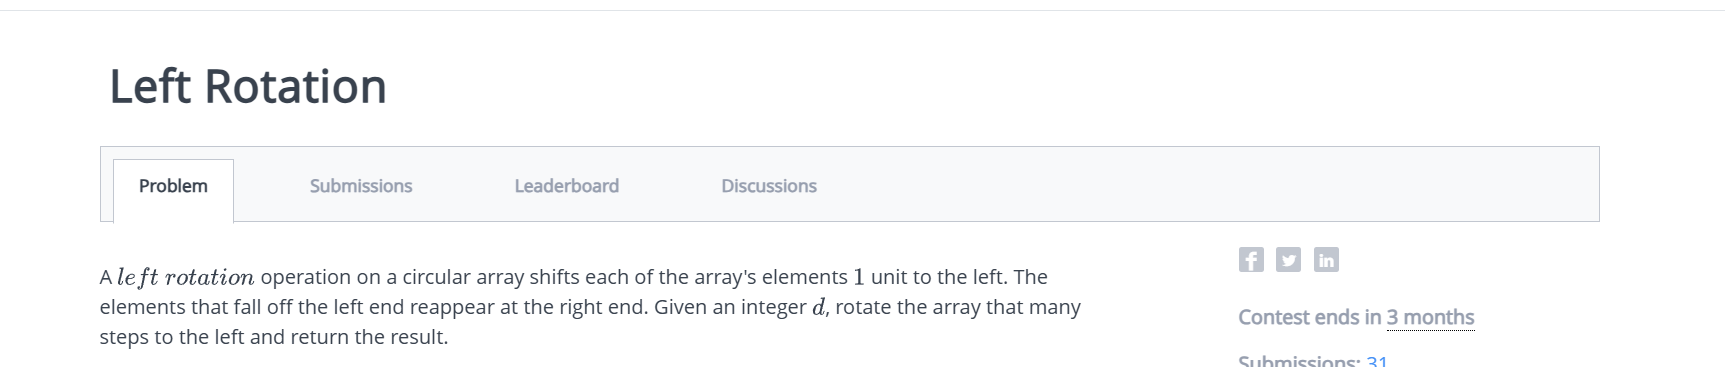 Left Rotation
Problem
Submissions
Leaderboard
Discussions
A left rotation operation on a circular array shifts each of the array's elements 1 unit to the left. The
elements that fall off the left end reappear at the right end. Given an integer d, rotate the array that many
steps to the left and return the result.
Contest ends in 3 months
Submissions: 31